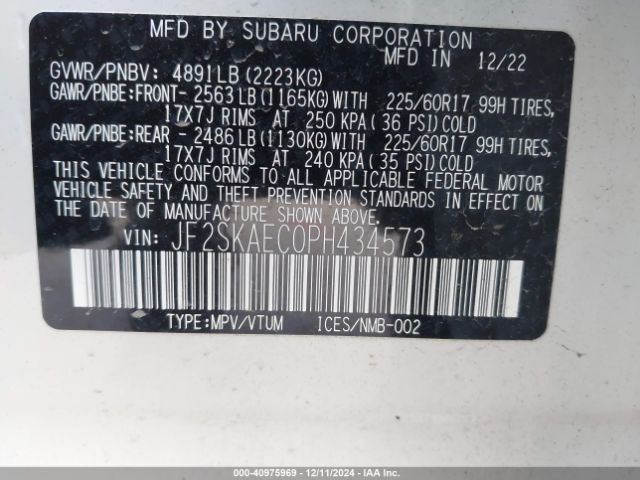 MFD BY SUBARU CORPORATION
MFD IN 12/22
GVWR/PNBV: 4891LB (2223KG)
GAWR/PNBE:FRONT- 2563LB(1165KG)WITH 225/60R17 99H TIRES,
17X7J RIMS AT 250 KPA( 36 PSI)COLD
GAWR/PNBE:REAR - 2486LB(1130KG)WITH 225/60R17 99H TIRES,
17X7J RIMS AT 240 KPA(35 PSI)COLD
THIS VEHICLE CONFORMS TO ALL APPLICABLE FEDERAL MOTOR
VEHICLE SAFETY AND THEFT PREVENTION STANDARDS IN EFFECT
ON THE DATE OF MANUFACTURE SHOWN ABOVE.
VIN: JF2SKAEC0PH434573
TYPE:MPV/VTUM ICES/NMB-002
000-40975969 - 12/11/2024 - IAAI.COM